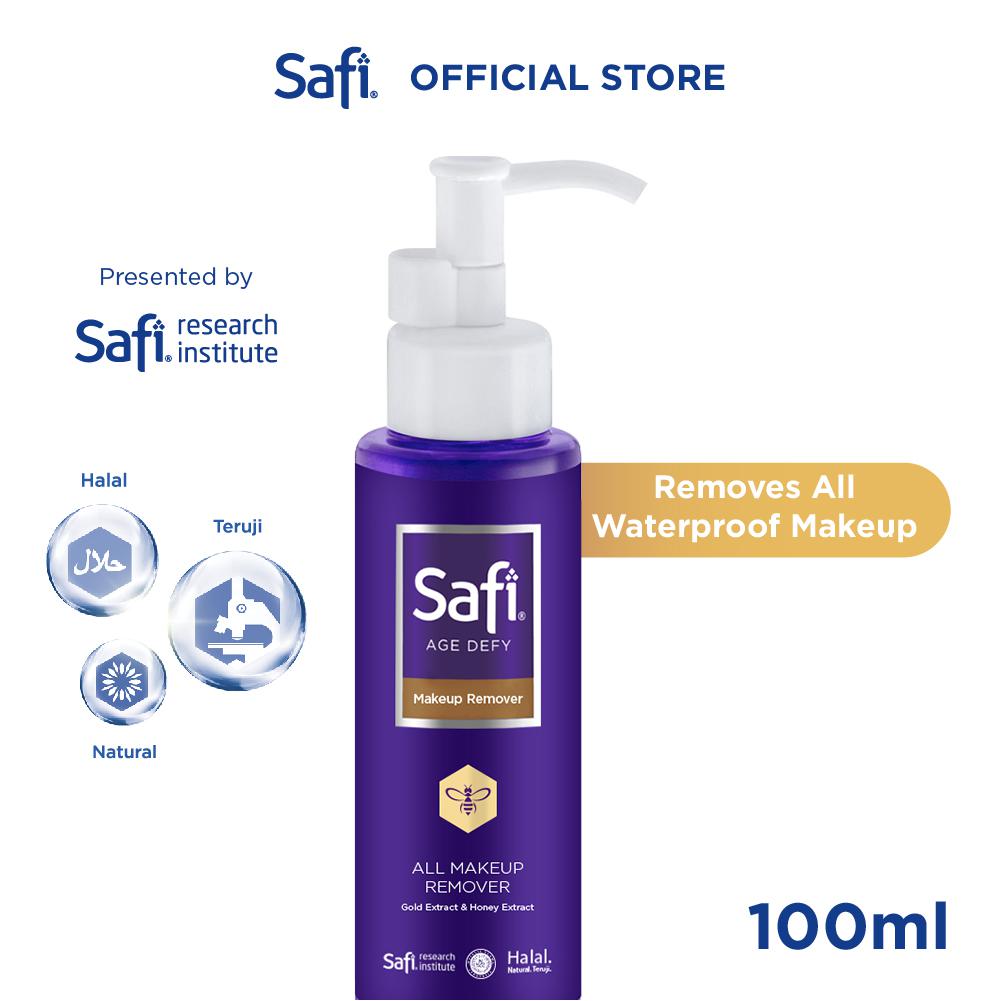 Safi® OFFICIAL STORE
Presented by
Safi® research institute
Halal
حلال
Teruji
Natural
Removes All
Waterproof Makeup
Safi®
AGE DEFY
Makeup Remover
ALL MAKEUP
REMOVER
Gold Extract & Honey Extract
Safi® research institute
Halal.
Natural. Teruji.
100ml